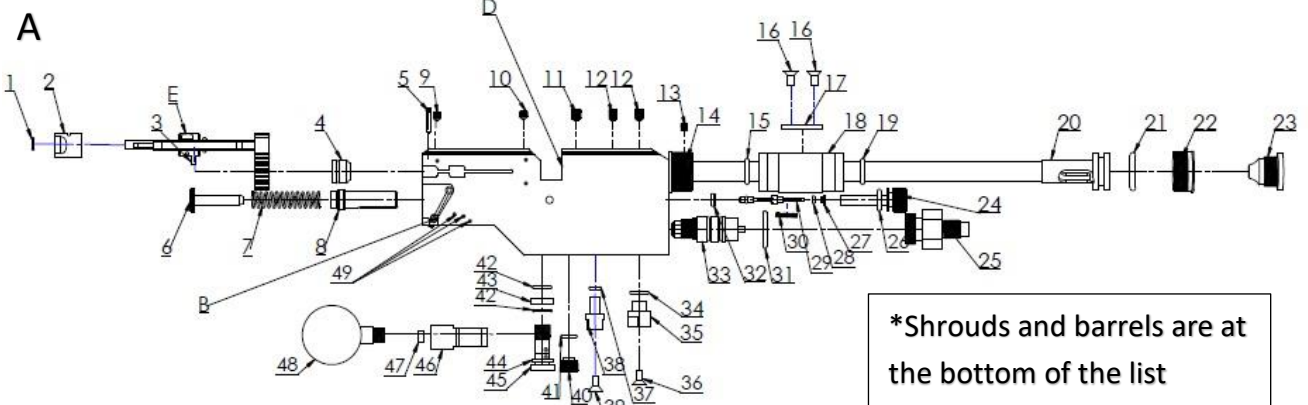 A
D
16 16
1 2 E 3 4 5 9 10 11 12 12 13 14 15 17 18 19 20 21 22 23
6 7 8 24
B 49 33 32 31 30 29 28 27 26 25
42
43
42
34
35
48 47 46 44
45
41 40 38 37 36
*Shrouds and barrels are at
the bottom of the list